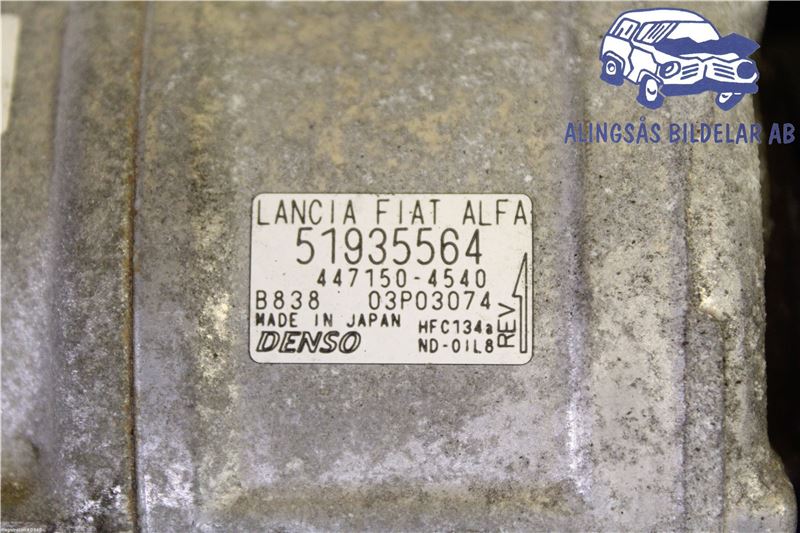 ALINGSÅS BILDELAR AB
LANCIA FIAT ALFA
51935564
447150-4540
B838 03P03074
MADE IN JAPAN HFC134a
DENSO ND-OIL8
REV